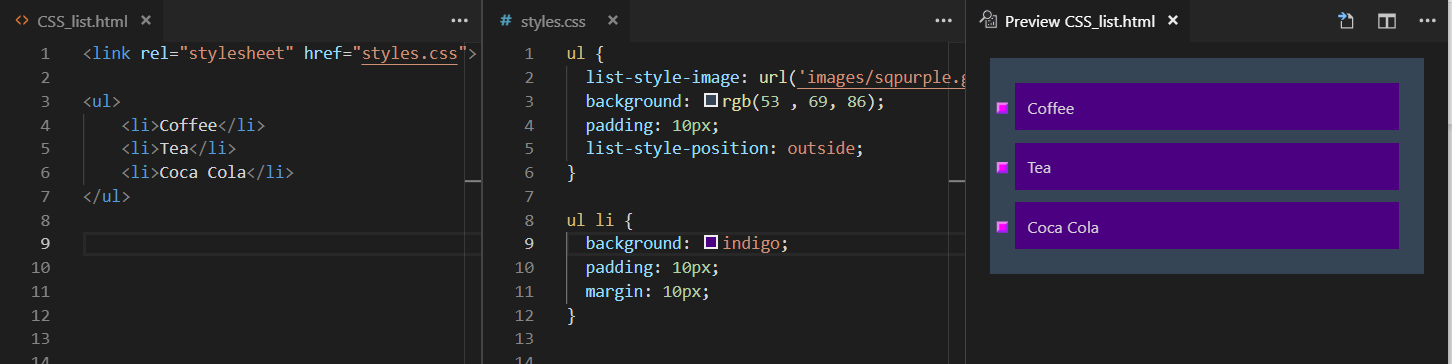 CSS_list.html ×
1 <link rel="stylesheet" href="styles.css">
2
3 <ul>
4 <li>Coffee</li>
5 <li>Tea</li>
6 <li>Coca Cola</li>
7 </ul>
8
9
10
11
12
13
14
# styles.css ×
1 ul {
2 list-style-image: url('images/sqpurple.g
3 background: rgb(53 , 69, 86);
4 padding: 10px;
5 list-style-position: outside;
6 }
7
8 ul li {
9 background: indigo;
10 padding: 10px;
11 margin: 10px;
12 }
13
14
Preview CSS_list.html ×
Coffee
Tea
Coca Cola